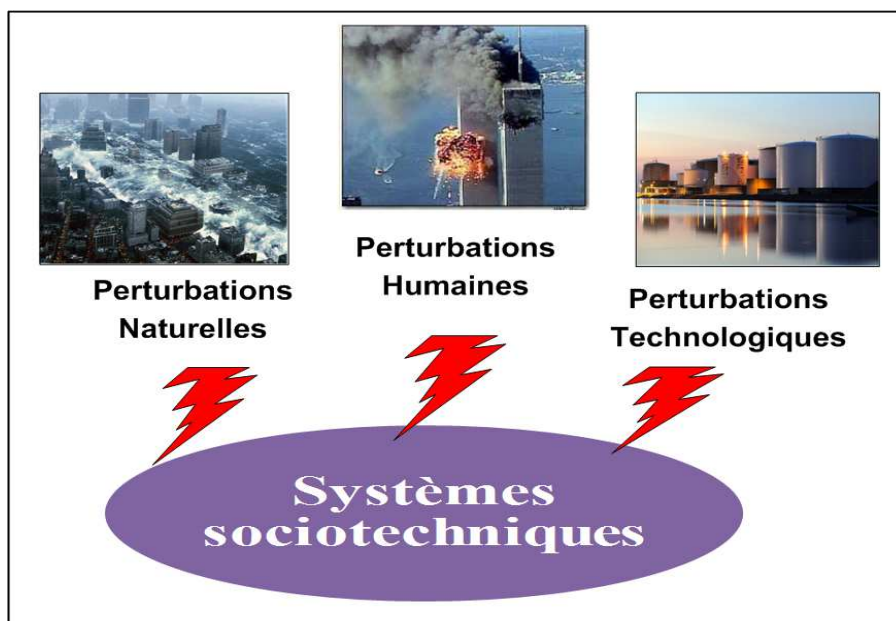 Perturbations
Naturelles
Perturbations
Humaines
Perturbations
Technologiques
Systèmes
sociotechniques